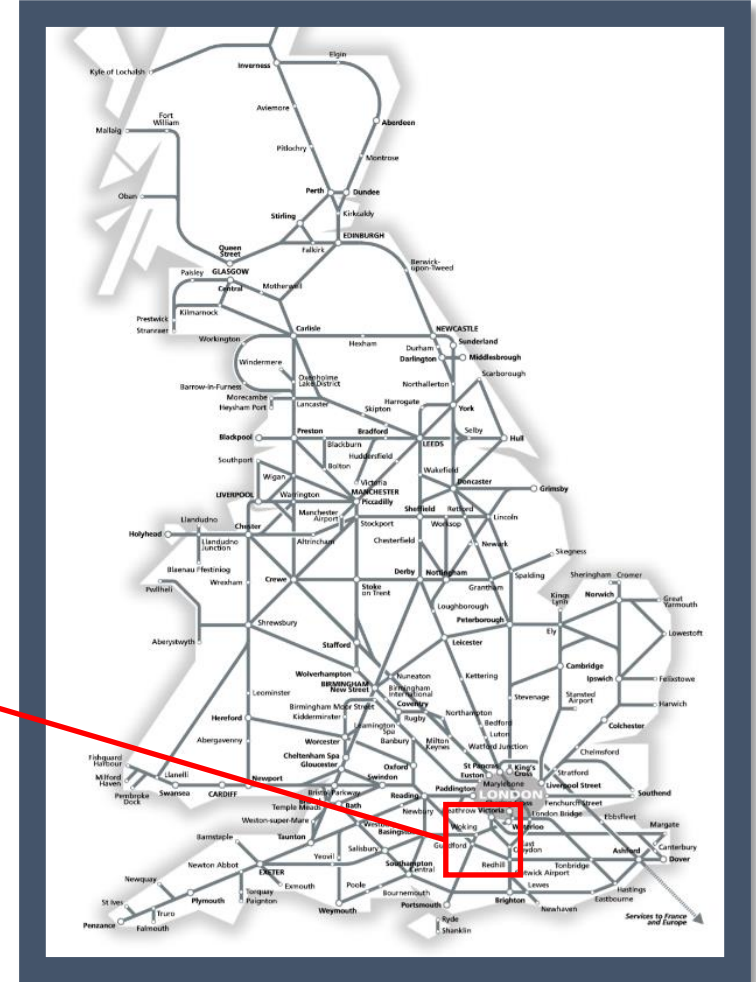 Elgin
Inverness
Kyle of Lochalsh
Aviemore
Fort
William
Aberdeen
Mallaig
Pitlochry
Montrose
Perth
Dundee
Oban
Kirkcaldy
Stirling
EDINBURGH
Queen
Street
Falkirk
Berwick-
upon-Tweed
Paisley
GLASGOW
Central
Motherwell
Prestwick
Kilmarnock
Stranraer
Carlisle
NEWCASTLE
Workington
Hexham
Sunderland
Durham
Darlington
Middlesbrough
Windermere
Scarborough
Oxenholme
Lake District
Barrow-in-Furness
Northallerton
Morecambe
Lancaster
Harrogate
York
Heysham Port
Skipton
Blackpool
Preston
Bradford
Selby
Hull
Blackburn
LEEDS
Huddersfield
Southport
Bolton
Wakefield
Wigan
Victoria
Doncaster
MANCHESTER
Grimsby
LIVERPOOL
Warrington
Piccadilly
Manchester
Airport
Sheffield
Retford
Llandudno
Stockport
Worksop
Lincoln
Holyhead
Chester
Llandudno
Junction
Altrincham
Chesterfield
Newark
Skegness
Blaenau Ffestiniog
Crewe
Derby
Nottingham
Spalding
Sheringham
Cromer
Pwllheli
Wrexham
Stoke
on Trent
Grantham
Kings
Lynn
Norwich
Great
Yarmouth
Loughborough
Shrewsbury
Peterborough
Ely
Lowestoft
Aberystwyth
Stafford
Leicester
Cambridge
Wolverhampton
Nuneaton
Kettering
Ipswich
Felixstowe
BIRMINGHAM
New Street
Birmingham
International
Leominster
Stevenage
Stansted
Airport
Birmingham Moor Street
Coventry
Harwich
Hereford
Kidderminster
Rugby
Northampton
Leamington
Spa
Bedford
Colchester
Abergavenny
Worcester
Banbury
Milton
Keynes
Luton
Watford Junction
Chelmsford
Cheltenham Spa
Fishguard
Harbour
Gloucester
Oxford
St Pancras
King's
Cross
Stratford
Milford
Haven
Llanelli
Newport
Swindon
Euston
Paddington
Marylebone
Liverpool Street
Pembroke
Dock
Swansea
CARDIFF
Parkway
Reading
LONDON
Southend
Temple Meads
Bath
Newbury
Victoria
Fenchurch Street
Weston-super-Mare
London Bridge
Ebbsfleet
Barnstaple
Taunton
Basingstoke
Woking
Waterloo
Margate
Yeovil
Salisbury
Guildford
Croydon
Canterbury
Newton Abbot
EXETER
Southampton
Central
Redhill
Tonbridge
Ashford
Dover
Newquay
Exmouth
Poole
Airport
Torquay
Paignton
Bournemouth
Lewes
Hastings
St Ives
Plymouth
Weymouth
Portsmouth
Brighton
Eastbourne
Truro
Newhaven
Penzance
Falmouth
Ryde
Shanklin
Services to France
and Europe